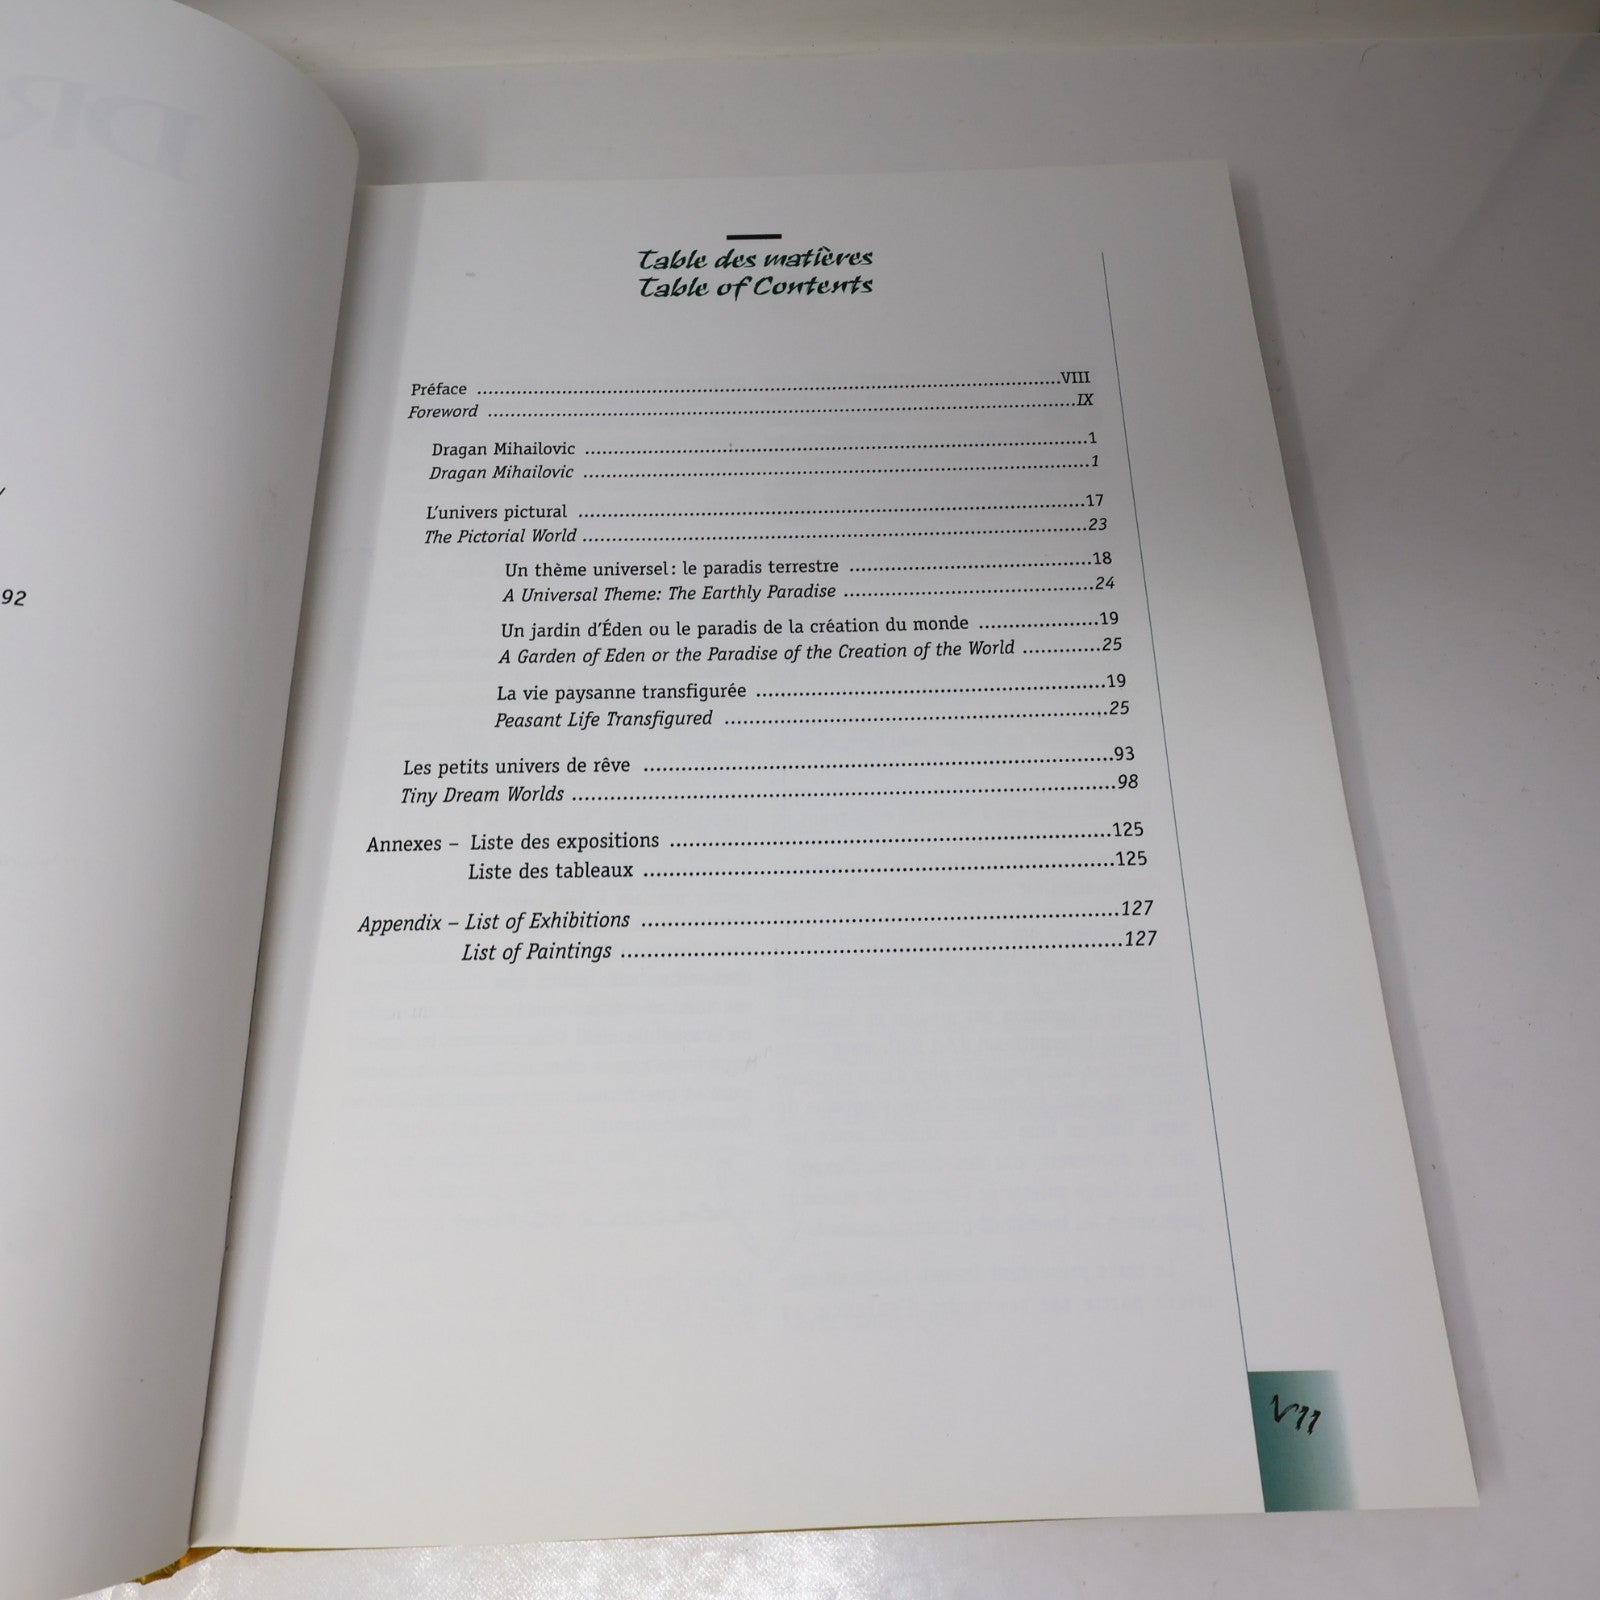 92
Table des matières
Table of Contents
Préface ........ VIII
Foreword ........ IX
Dragan Mihailovic ........ 1
Dragan Mihailovic ........ 1
L'univers pictural ........ 17
The Pictorial World ........ 23
Un thème universel : le paradis terrestre ........ 18
A Universal Theme: The Earthly Paradise ........ 24
Un jardin d'Éden ou le paradis de la création du monde ........ 19
A Garden of Eden or the Paradise of the Creation of the World ........ 25
La vie paysanne transfigurée ........ 19
Peasant Life Transfigured ........ 25
Les petits univers de rêve ........ 93
Tiny Dream Worlds ........ 98
Annexes – Liste des expositions ........ 125
Liste des tableaux ........ 125
Appendix – List of Exhibitions ........ 127
List of Paintings ........ 127
VII